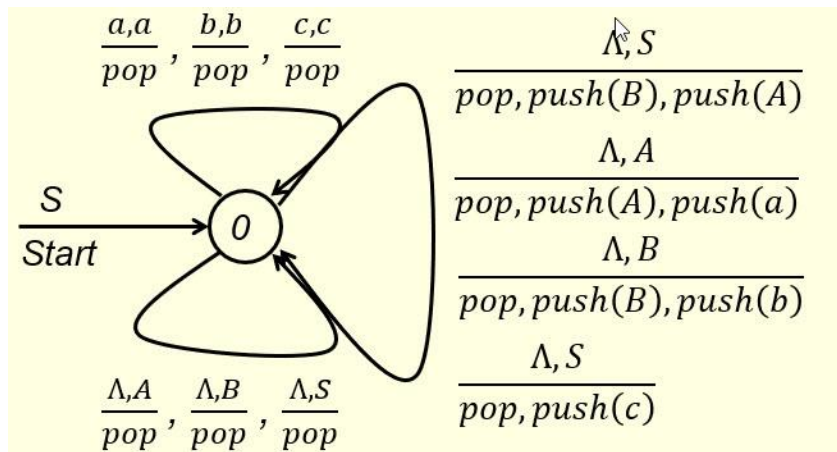 a,a/pop , b,b/pop , c,c/pop
Λ,S/pop,push(B),push(A)
Λ,A/pop,push(A),push(a)
S
Start
0
Λ,B/pop,push(B),push(b)
Λ,S/pop,push(c)
Λ,A/pop , Λ,B/pop , Λ,S/pop